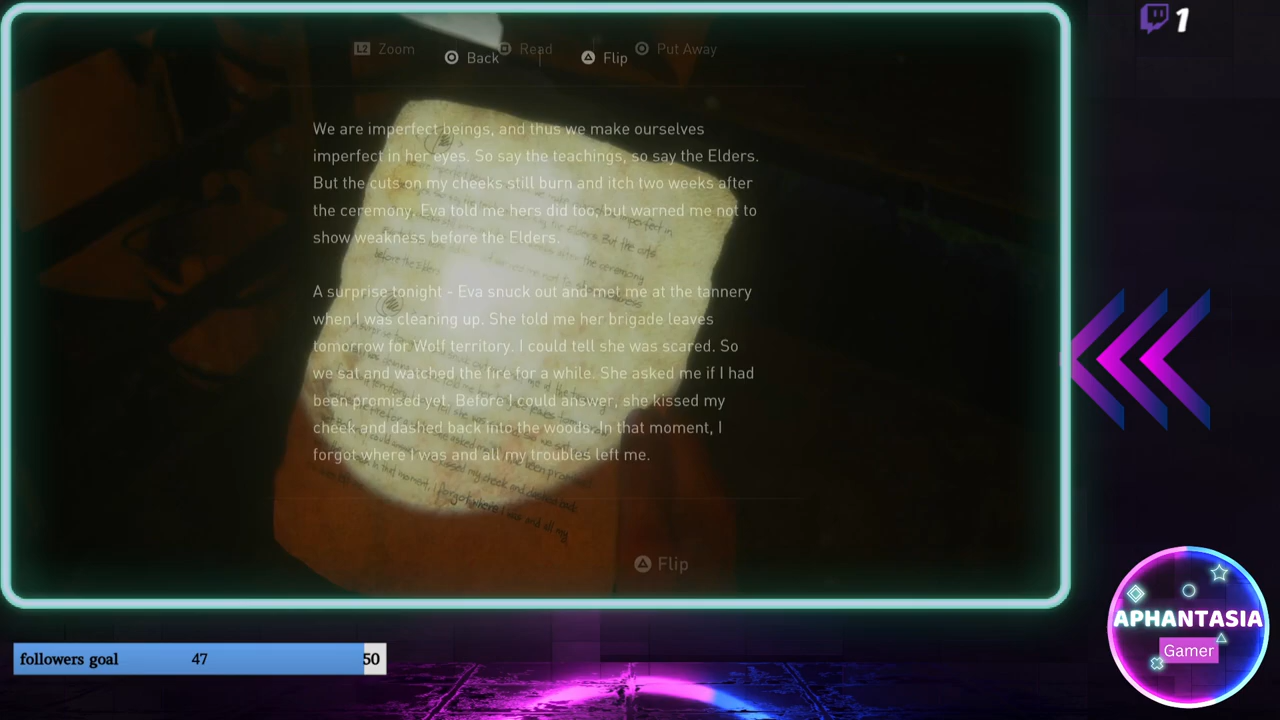 1
L2 Zoom
Read
Put Away
Back
Flip
We are imperfect beings, and thus we make ourselves
imperfect in her eyes. So say the teachings, so say the Elders.
But the cuts on my cheeks still burn and itch two weeks after
the ceremony. Eva told me hers did too, but warned me not to
show weakness before the Elders.
A surprise tonight - Eva snuck out and met me at the tannery
when I was cleaning up. She told me her brigade leaves
tomorrow for Wolf territory. I could tell she was scared. So
we sat and watched the fire for a while. She asked me if I had
been promised yet. Before I could answer, she kissed my
cheek and dashed back into the woods. In that moment, I
forgot where I was and all my troubles left me.
Flip
APHANTASIA
Gamer
followers goal 47 50